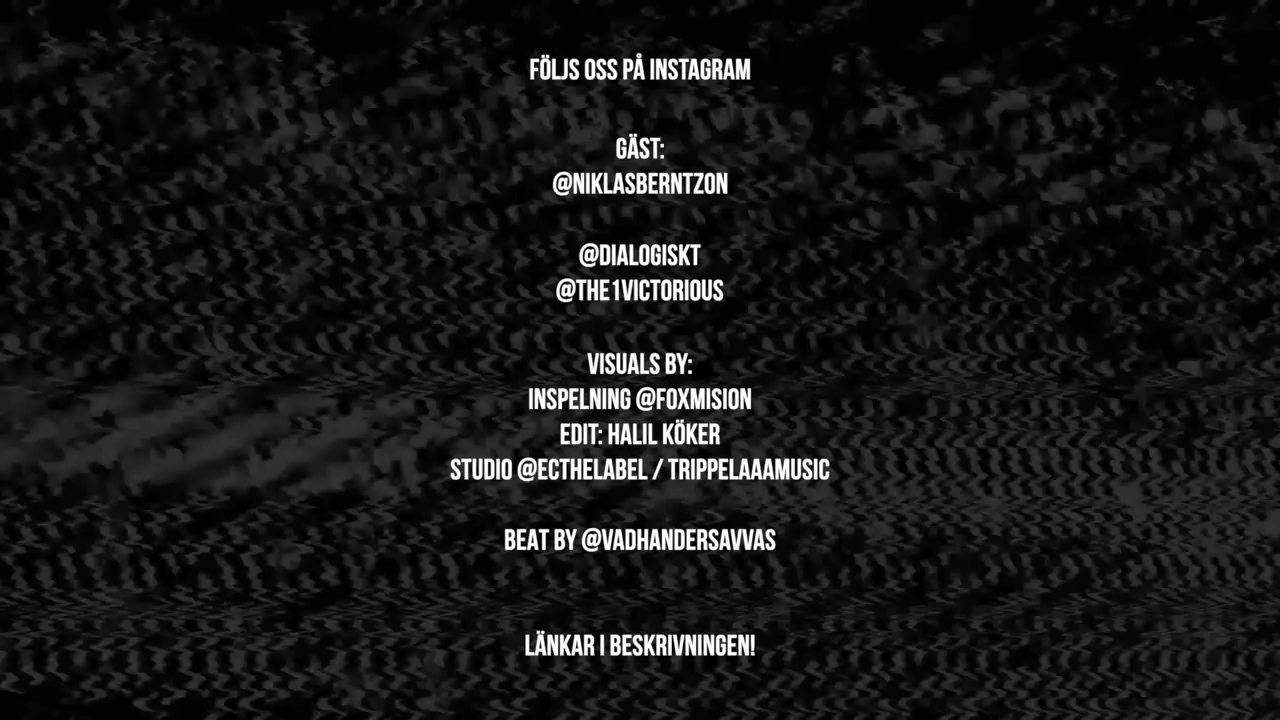 FÖLJS OSS PÅ INSTAGRAM
GÄST:
@NIKLASBERNTZON
@DIALOGISKT
@THE1VICTORIOUS
VISUALS BY:
INSPELNING @FOXMISION
EDIT: HALIL KÖKER
STUDIO @ECTHELABEL / TRIPPELAAAMUSIC
BEAT BY @VADHANDERSAVVAS
LÄNKAR I BESKRIVNINGEN!